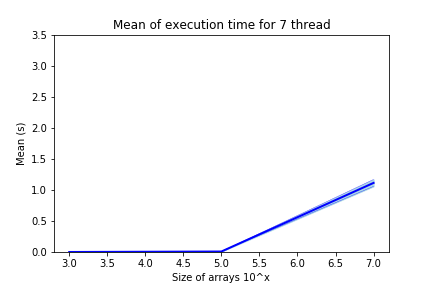 Mean of execution time for 7 thread
3.5
3.0
2.5
2.0
1.5
1.0
0.5
0.0
Mean (s)
3.0 3.5 4.0 4.5 5.0 5.5 6.0 6.5 7.0
Size of arrays 10^x